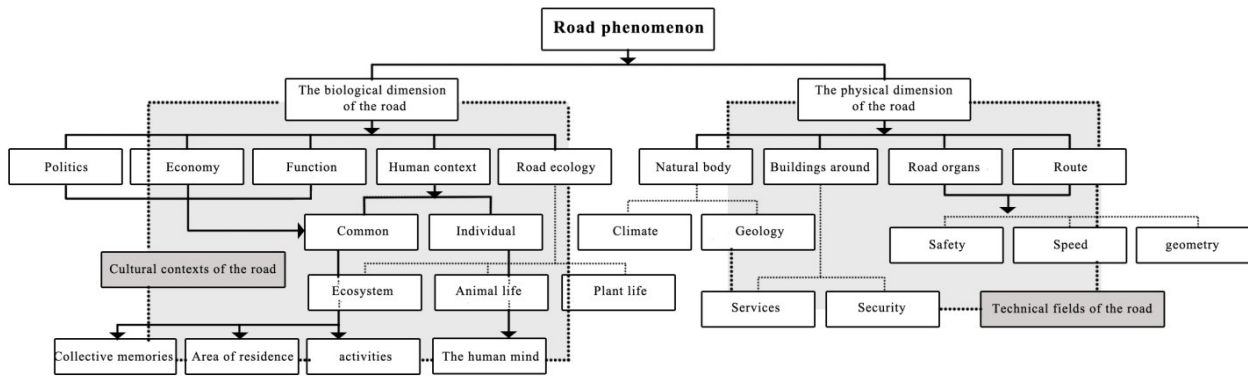 Road phenomenon
The biological dimension
of the road
The physical dimension
of the road
Politics
Economy
Function
Human context
Road ecology
Natural body
Buildings around
Road organs
Route
Common
Individual
Climate
Geology
Safety
Speed
geometry
Cultural contexts of the road
Ecosystem
Animal life
Plant life
Services
Security
Technical fields of the road
Collective memories
Area of residence
activities
The human mind